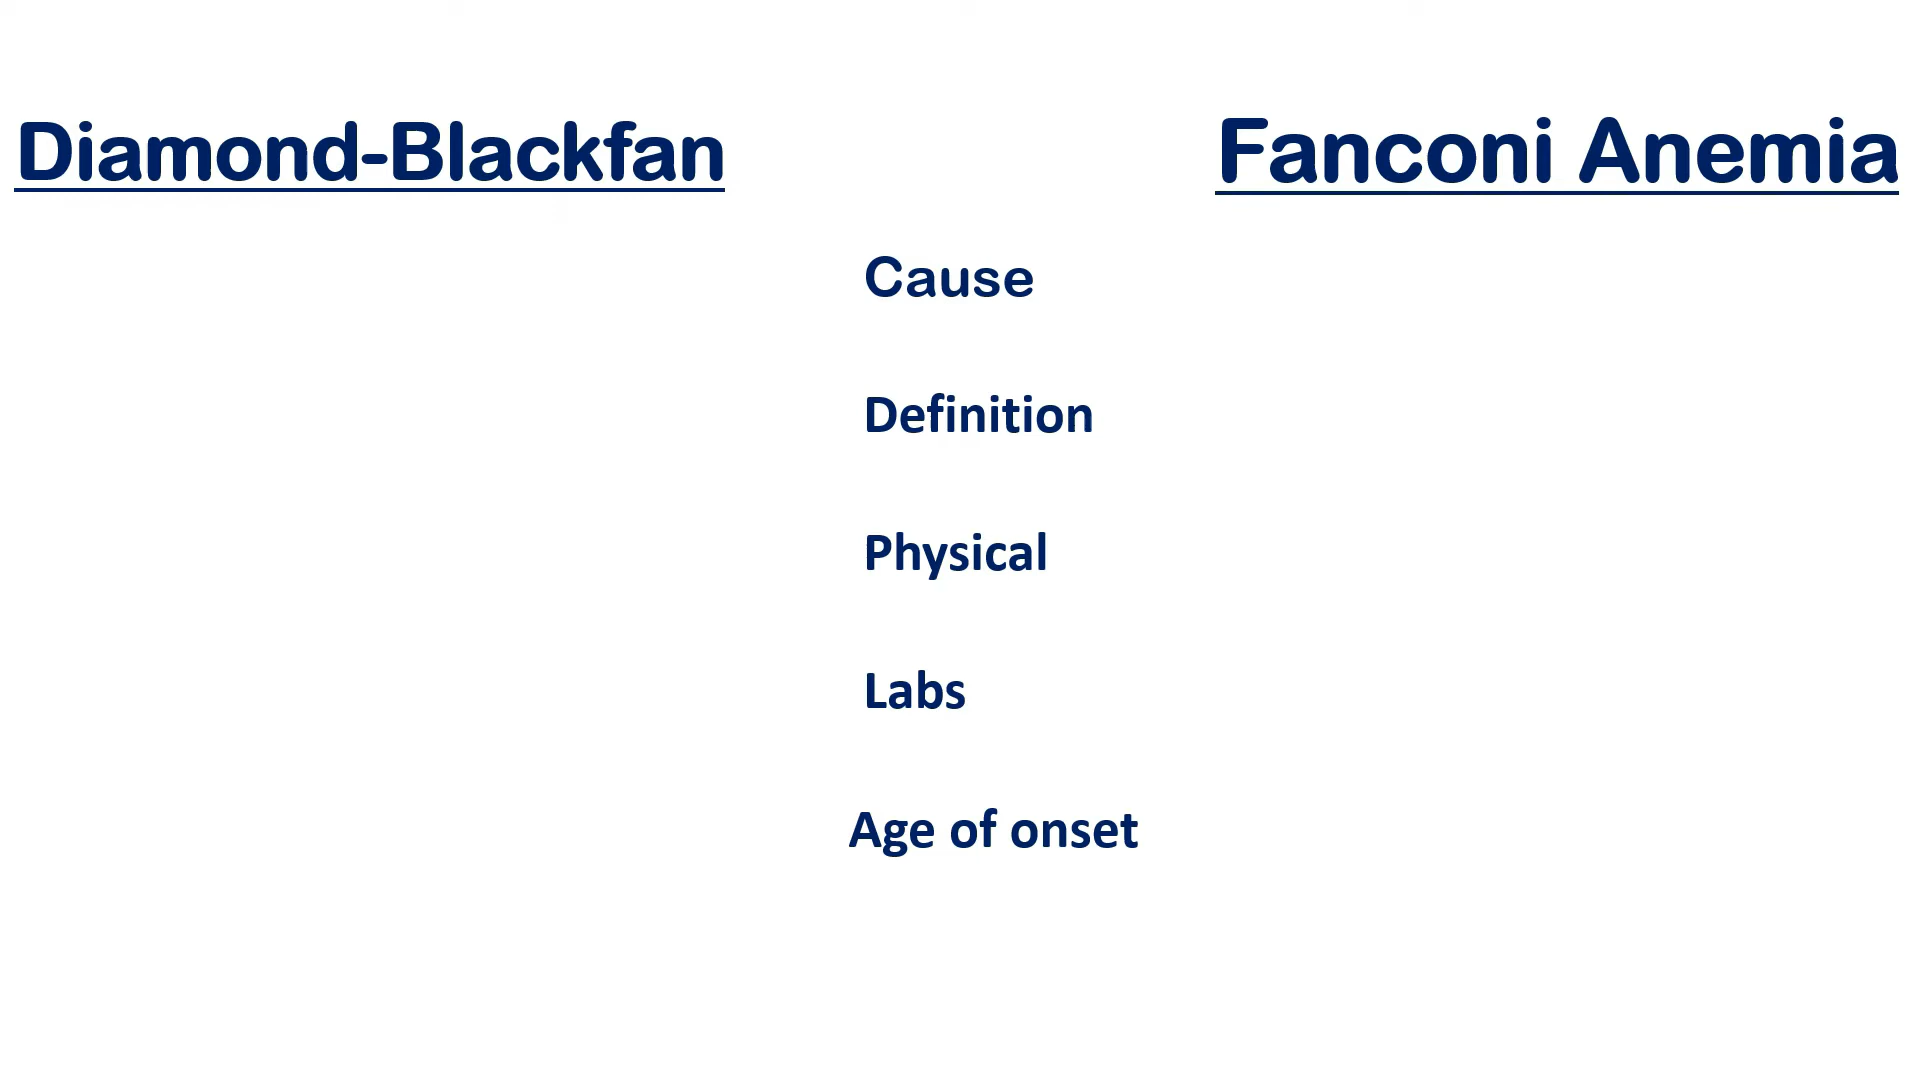 Diamond-Blackfan
Fanconi Anemia
Cause
Definition
Physical
Labs
Age of onset